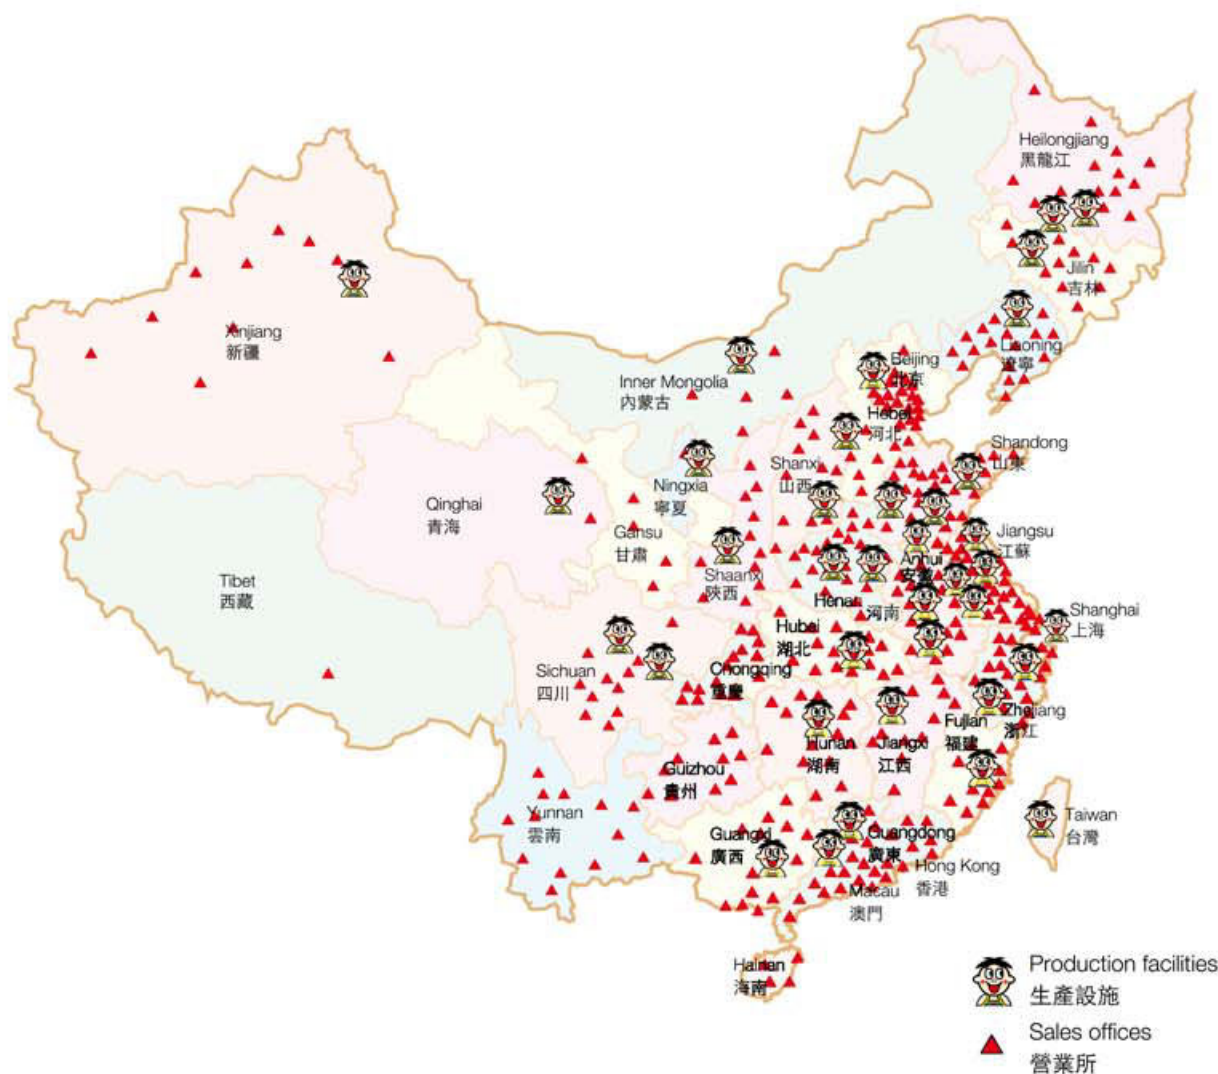 Heilongjiang
黑龍江
Jilin
吉林
Xinjiang
新疆
Liaoning
遼寧
Beijing
北京
Inner Mongolia
內蒙古
Hebei
河北
Shandong
山東
Shanxi
山西
Ningxia
寧夏
Qinghai
青海
Gansu
甘肅
Jiangsu
江蘇
Anhui
安徽
Shaanxi
陝西
Tibet
西藏
Henan
河南
Shanghai
上海
Hubei
湖北
Sichuan
四川
Chongqing
重慶
Zhejiang
浙江
Fujian
福建
Hunan
湖南
Jiangxi
江西
Guizhou
貴州
Yunnan
雲南
Guangxi
廣西
Guangdong
廣東
Taiwan
台灣
Hong Kong
香港
Macau
澳門
Hainan
海南
Production facilities
生產設施
Sales offices
營業所